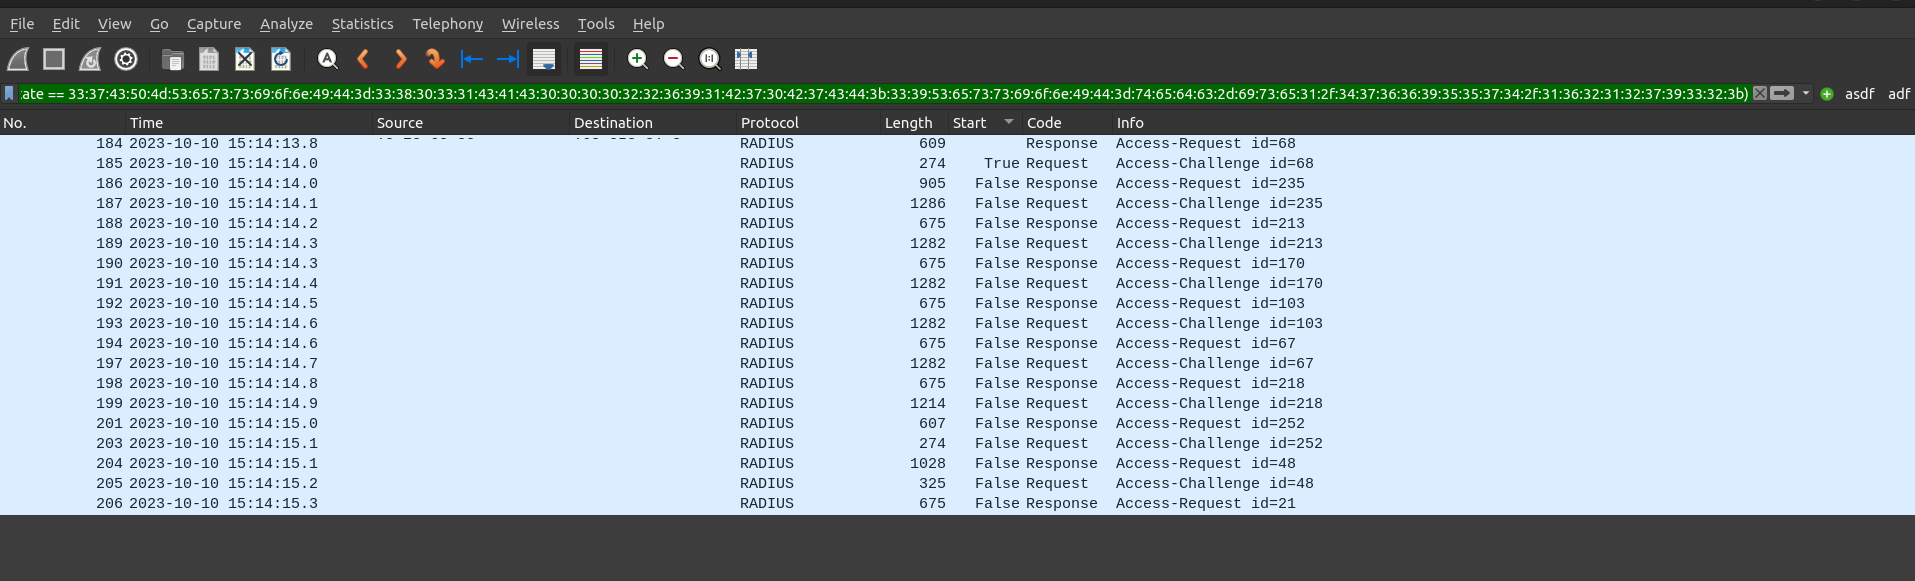 File Edit View Go Capture Analyze Statistics Telephony Wireless Tools Help
ate == 33:37:43:50:4d:53:65:73:73:69:6f:6e:49:44:3d:33:38:30:33:31:43:41:43:30:30:30:30:32:32:36:39:31:42:37:30:42:37:43:44:3b:33:39:53:65:73:73:69:6f:6e:49:44:3d:74:65:64:63:2d:69:73:65:31:2f:34:37:36:36:39:35:35:37:34:2f:31:36:32:31:32:37:39:33:32:3b) asdf adf
No. Time Source Destination Protocol Length Start Code Info
184 2023-10-10 15:14:13.8 RADIUS 609 Response Access-Request id=68
185 2023-10-10 15:14:14.0 RADIUS 274 True Request Access-Challenge id=68
186 2023-10-10 15:14:14.0 RADIUS 905 False Response Access-Request id=235
187 2023-10-10 15:14:14.1 RADIUS 1286 False Request Access-Challenge id=235
188 2023-10-10 15:14:14.2 RADIUS 675 False Response Access-Request id=213
189 2023-10-10 15:14:14.3 RADIUS 1282 False Request Access-Challenge id=213
190 2023-10-10 15:14:14.3 RADIUS 675 False Response Access-Request id=170
191 2023-10-10 15:14:14.4 RADIUS 1282 False Request Access-Challenge id=170
192 2023-10-10 15:14:14.5 RADIUS 675 False Response Access-Request id=103
193 2023-10-10 15:14:14.6 RADIUS 1282 False Request Access-Challenge id=103
194 2023-10-10 15:14:14.6 RADIUS 675 False Response Access-Request id=67
197 2023-10-10 15:14:14.7 RADIUS 1282 False Request Access-Challenge id=67
198 2023-10-10 15:14:14.8 RADIUS 675 False Response Access-Request id=218
199 2023-10-10 15:14:14.9 RADIUS 1214 False Request Access-Challenge id=218
201 2023-10-10 15:14:15.0 RADIUS 607 False Response Access-Request id=252
203 2023-10-10 15:14:15.1 RADIUS 274 False Request Access-Challenge id=252
204 2023-10-10 15:14:15.1 RADIUS 1028 False Response Access-Request id=48
205 2023-10-10 15:14:15.2 RADIUS 325 False Request Access-Challenge id=48
206 2023-10-10 15:14:15.3 RADIUS 675 False Response Access-Request id=21